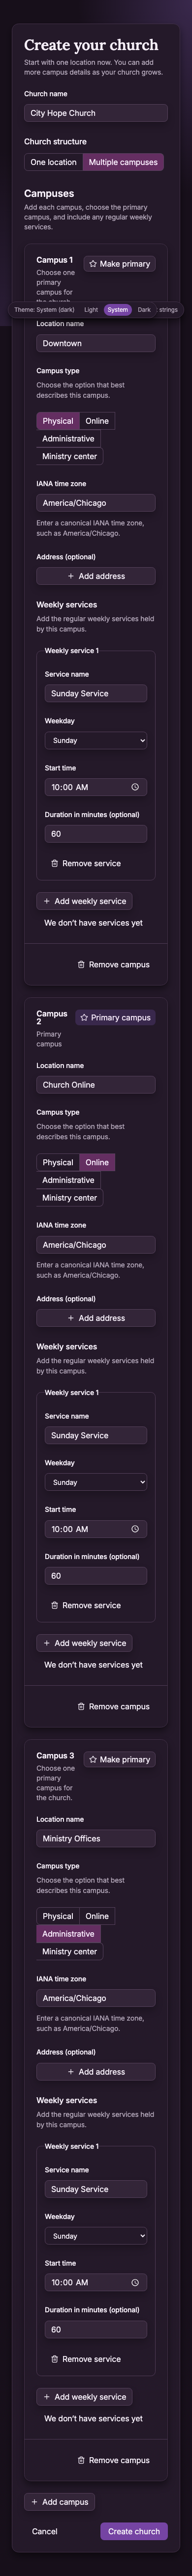 Create your church
Start with one location now. You can add
more campus details as your church grows.
Church name
City Hope Church
Church structure
One location
Multiple campuses
Campuses
Add each campus, choose the primary
campus, and include any regular weekly
services.
Campus 1
Make primary
Choose one
primary
campus for
Theme: System (dark)
Light
System
Dark
strings
Location name
Downtown
Campus type
Choose the option that best
describes this campus.
Physical
Online
Administrative
Ministry center
IANA time zone
America/Chicago
Enter a canonical IANA time zone,
such as America/Chicago.
Address (optional)
+ Add address
Weekly services
Add the regular weekly services held
by this campus.
Weekly service 1
Service name
Sunday Service
Weekday
Sunday
Start time
10:00 AM
Duration in minutes (optional)
60
Remove service
+ Add weekly service
We don't have services yet
Remove campus
Campus
2
Primary campus
Primary
campus
Location name
Church Online
Campus type
Choose the option that best
describes this campus.
Physical
Online
Administrative
Ministry center
IANA time zone
America/Chicago
Enter a canonical IANA time zone,
such as America/Chicago.
Address (optional)
+ Add address
Weekly services
Add the regular weekly services held
by this campus.
Weekly service 1
Service name
Sunday Service
Weekday
Sunday
Start time
10:00 AM
Duration in minutes (optional)
60
Remove service
+ Add weekly service
We don't have services yet
Remove campus
Campus 3
Make primary
Choose one
primary
campus for
the church.
Location name
Ministry Offices
Campus type
Choose the option that best
describes this campus.
Physical
Online
Administrative
Ministry center
IANA time zone
America/Chicago
Enter a canonical IANA time zone,
such as America/Chicago.
Address (optional)
+ Add address
Weekly services
Add the regular weekly services held
by this campus.
Weekly service 1
Service name
Sunday Service
Weekday
Sunday
Start time
10:00 AM
Duration in minutes (optional)
60
Remove service
+ Add weekly service
We don't have services yet
Remove campus
+ Add campus
Cancel
Create church